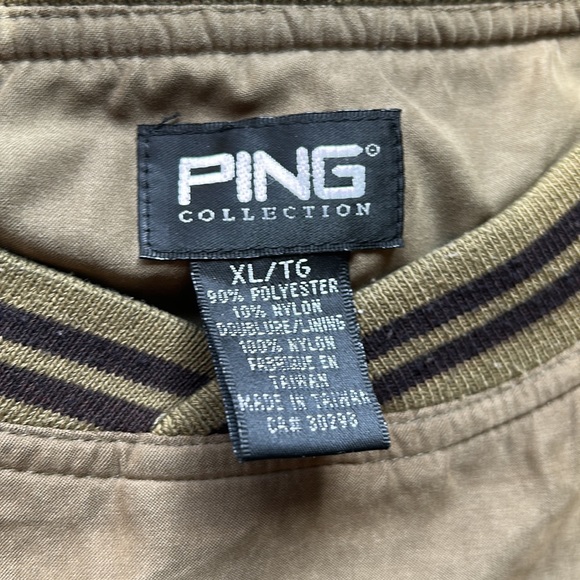 PING®
COLLECTION
XL/TG
90% POLYESTER
10% NYLON
DOUBLURE/LINING
100% NYLON
FABRIQUE EN
TAIWAN
MADE IN TAIWAN
CA# 30298